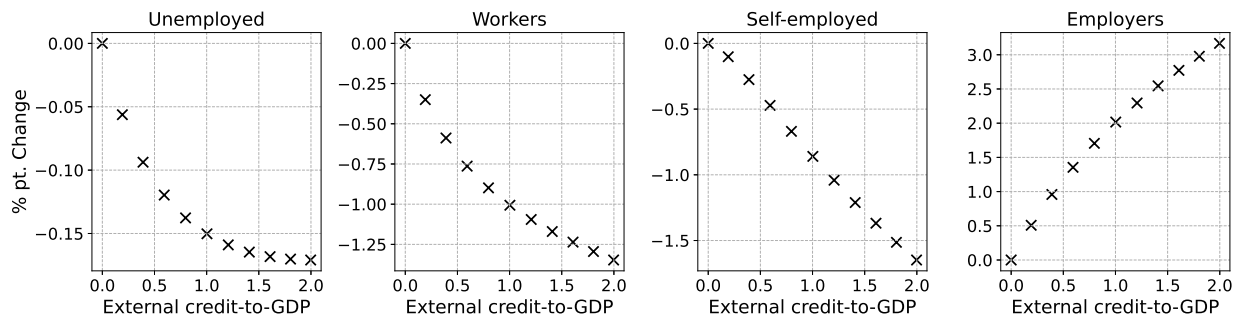 Unemployed
% pt. Change
0.00
−0.05
−0.10
−0.15
0.0 0.5 1.0 1.5 2.0
External credit-to-GDP
Workers
0.00
−0.25
−0.50
−0.75
−1.00
−1.25
0.0 0.5 1.0 1.5 2.0
External credit-to-GDP
Self-employed
0.0
−0.5
−1.0
−1.5
0.0 0.5 1.0 1.5 2.0
External credit-to-GDP
Employers
3.0
2.5
2.0
1.5
1.0
0.5
0.0
0.0 0.5 1.0 1.5 2.0
External credit-to-GDP